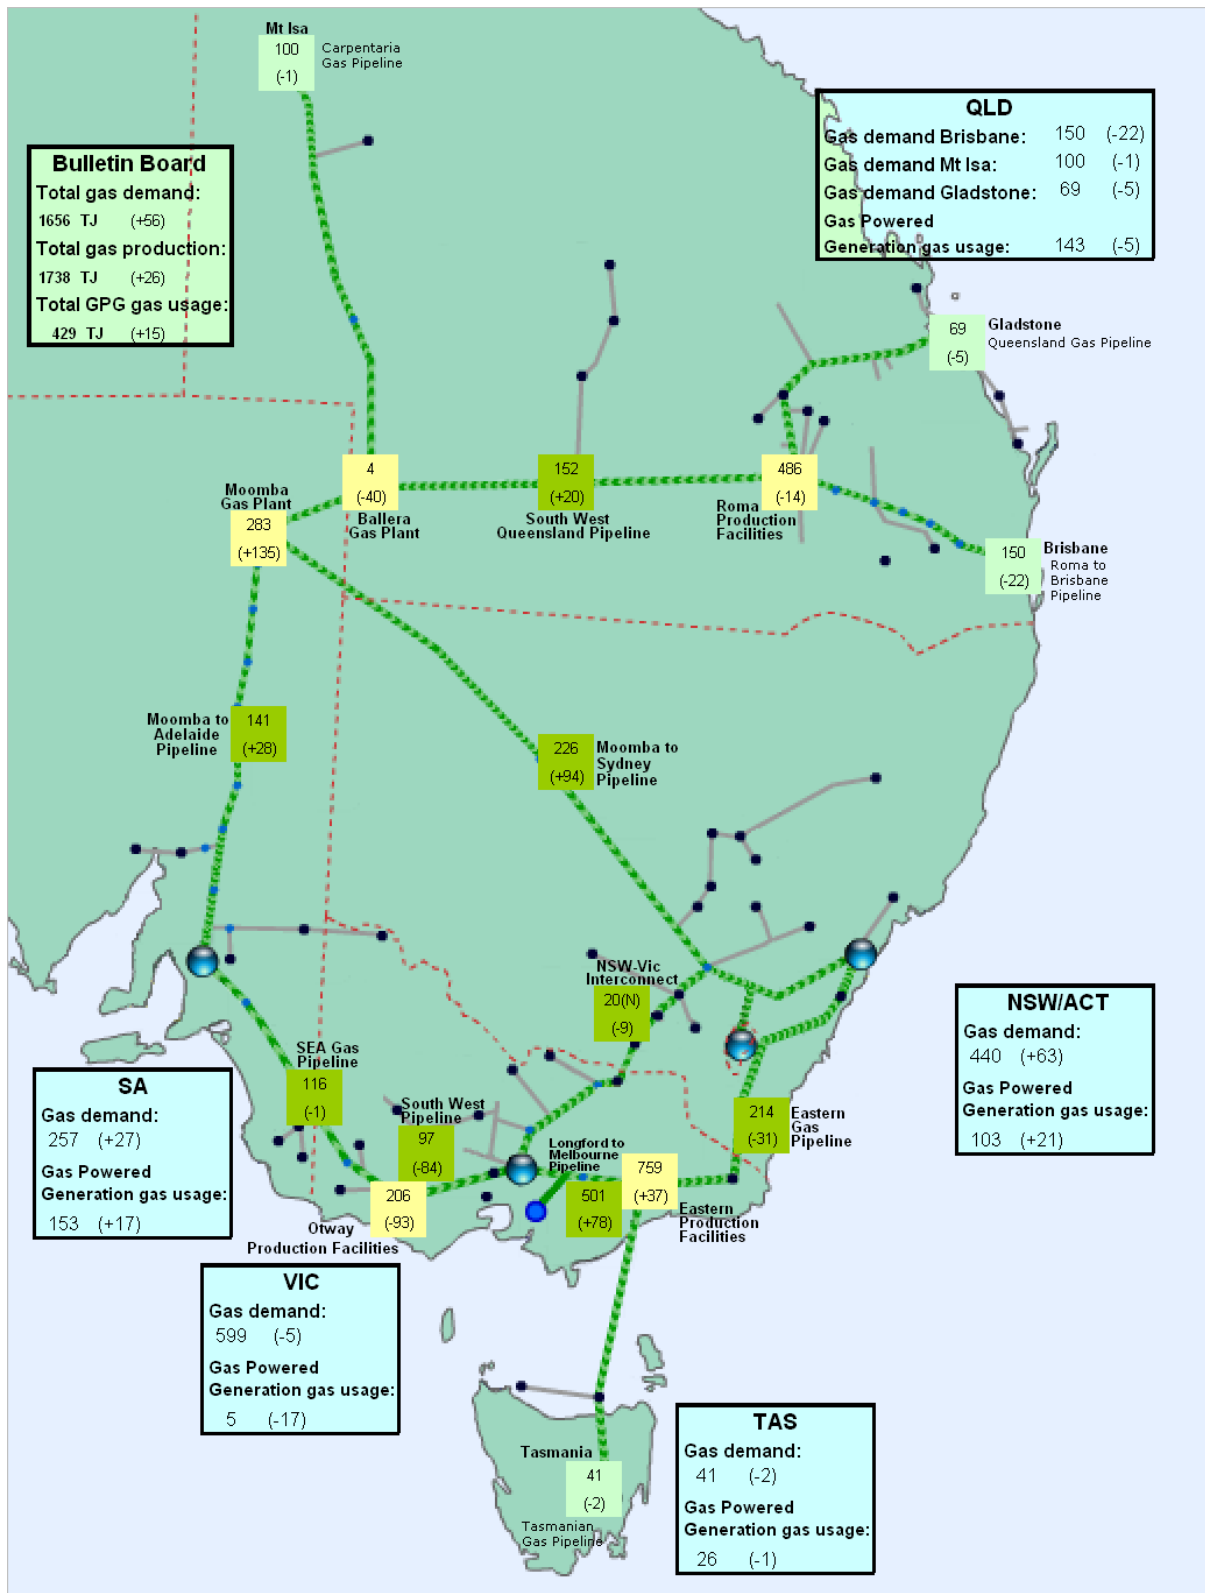 Mt Isa
100
(-1)
Carpentaria
Gas Pipeline
QLD
Gas demand Brisbane: 150 (-22)
Gas demand Mt Isa: 100 (-1)
Gas demand Gladstone: 69 (-5)
Gas Powered
Generation gas usage: 143 (-5)
Bulletin Board
Total gas demand:
1656 TJ (+56)
Total gas production:
1738 TJ (+26)
Total GPG gas usage:
429 TJ (+15)
69
(-5)
Gladstone
Queensland Gas Pipeline
4
(-40)
Ballera
Gas Plant
152
(+20)
South West
Queensland Pipeline
486
(-14)
Roma
Production
Facilities
Moomba
Gas Plant
283
(+135)
150
(-22)
Brisbane
Roma to
Brisbane
Pipeline
Moomba to
Adelaide
Pipeline
141
(+28)
226
(+94)
Moomba to
Sydney
Pipeline
NSW-Vic
Interconnect
20(N)
(-9)
NSW/ACT
Gas demand:
440 (+63)
Gas Powered
Generation gas usage:
103 (+21)
SEA Gas
Pipeline
116
(-1)
SA
Gas demand:
257 (+27)
Gas Powered
Generation gas usage:
153 (+17)
South West
Pipeline
97
(-84)
214
(-31)
Eastern
Gas
Pipeline
Longford to
Melbourne
Pipeline
501
(+78)
759
(+37)
Eastern
Production
Facilities
206
(-93)
Otway
Production Facilities
VIC
Gas demand:
599 (-5)
Gas Powered
Generation gas usage:
5 (-17)
Tasmania
41
(-2)
Tasmanian
Gas Pipeline
TAS
Gas demand:
41 (-2)
Gas Powered
Generation gas usage:
26 (-1)